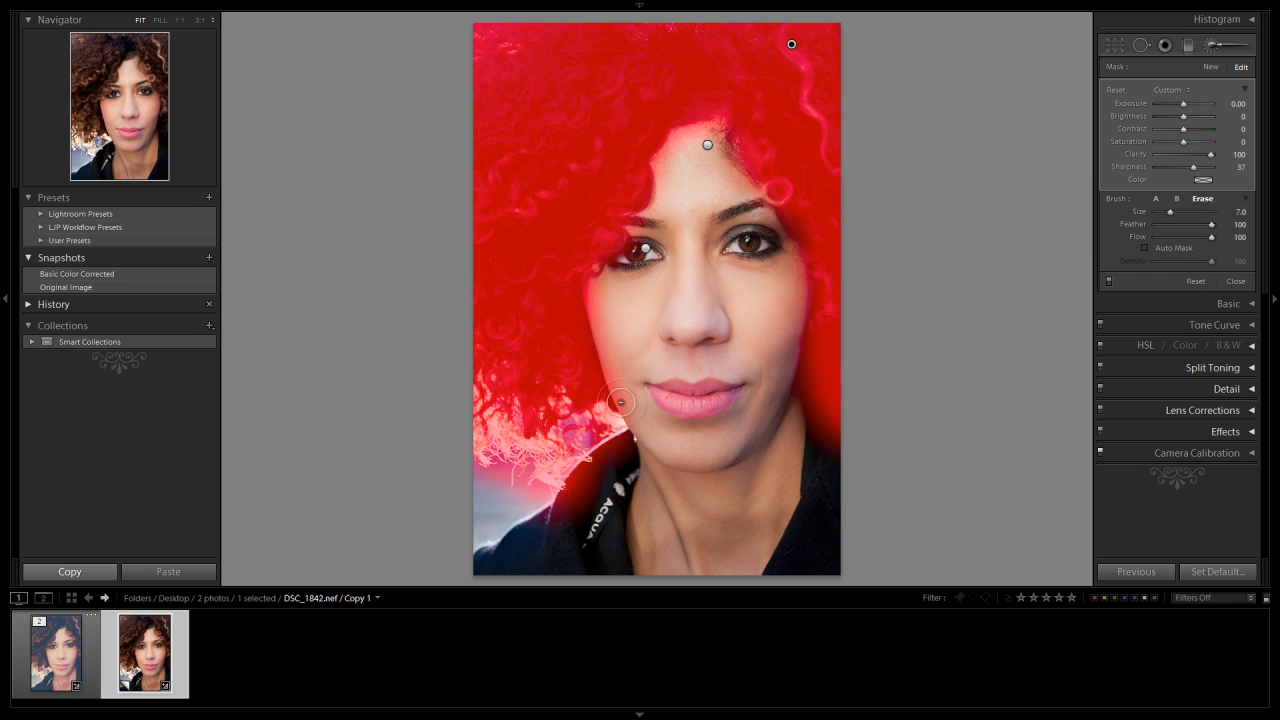 Navigator FIT FILL 1:1 3:1
Presets +
Lightroom Presets
LJP Workflow Presets
User Presets
Snapshots +
Basic Color Corrected
Original Image
History ×
Collections +
Smart Collections
Copy Paste
ACQUA
Histogram
Mask : New Edit
Reset Custom
Exposure 0.00
Brightness 0
Contrast 0
Saturation 0
Clarity 100
Sharpness 37
Color
Brush : A B Erase
Size 7.0
Feather 100
Flow 100
Auto Mask
Density 100
Reset Close
Basic
Tone Curve
HSL / Color / B & W
Split Toning
Detail
Lens Corrections
Effects
Camera Calibration
Previous Set Default...
1 2 Folders / Desktop / 2 photos / 1 selected / DSC_1842.nef / Copy 1 Filter : Filters Off
2